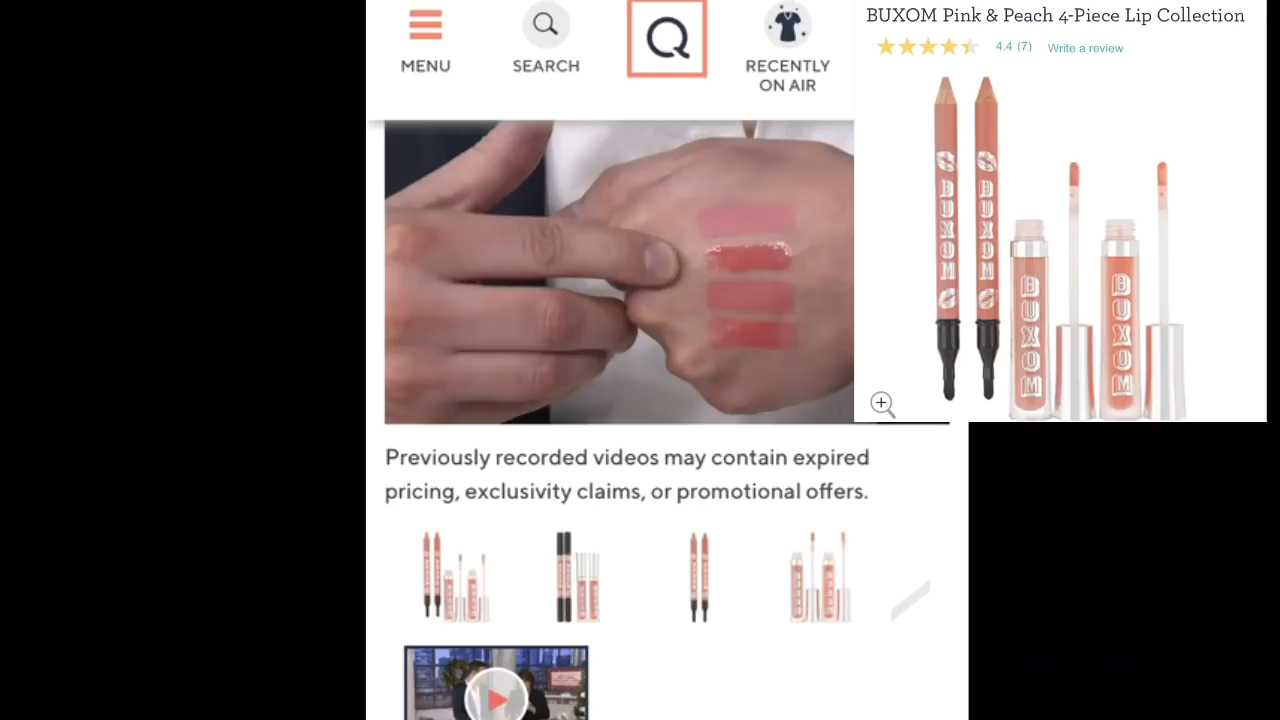 MENU
SEARCH
Q
RECENTLY
ON AIR
BUXOM Pink & Peach 4-Piece Lip Collection
4.4 (7) Write a review
BUXOM
BUXOM
BUXOM
BUXOM
Previously recorded videos may contain expired
pricing, exclusivity claims, or promotional offers.